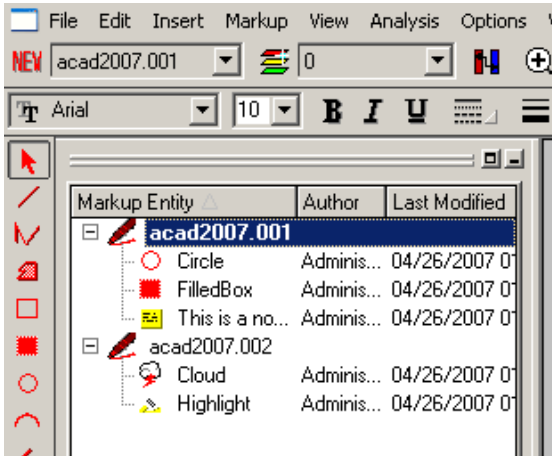 File Edit Insert Markup View Analysis Options
NEW acad2007.001 0
Tr Arial 10 B I U
Markup Entity Author Last Modified
acad2007.001
Circle Adminis... 04/26/2007 0
FilledBox Adminis... 04/26/2007 0
This is a no... Adminis... 04/26/2007 0
acad2007.002
Cloud Adminis... 04/26/2007 0
Highlight Adminis... 04/26/2007 0